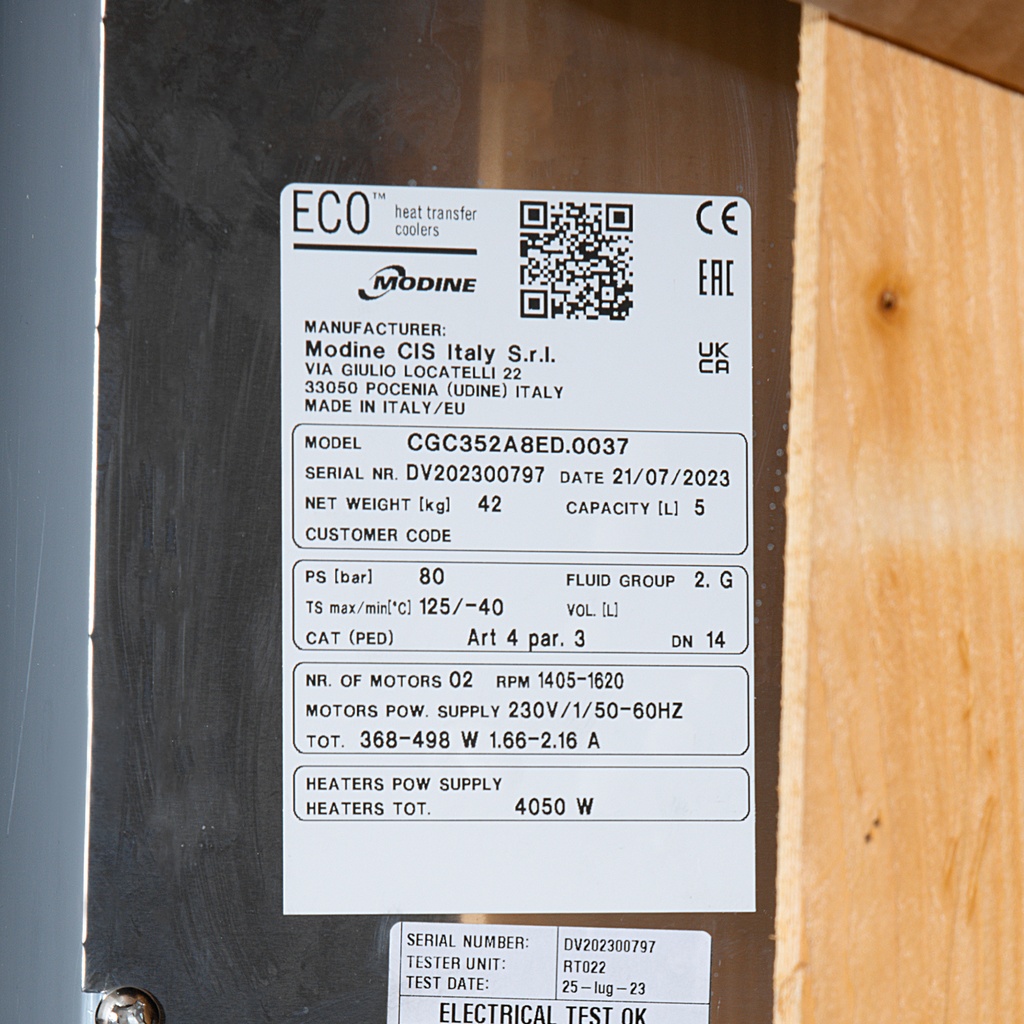 ECO™ heat transfer
coolers
MODINE
CE
EAC
UK
CA
MANUFACTURER:
Modine CIS Italy S.r.l.
VIA GIULIO LOCATELLI 22
33050 POCENIA (UDINE) ITALY
MADE IN ITALY/EU
MODEL CGC352A8ED.0037
SERIAL NR. DV202300797 DATE 21/07/2023
NET WEIGHT [kg] 42 CAPACITY [L] 5
CUSTOMER CODE
PS [bar] 80 FLUID GROUP 2. G
TS max/min[°C] 125/-40 VOL. [L]
CAT (PED) Art 4 par. 3 DN 14
NR. OF MOTORS 02 RPM 1405-1620
MOTORS POW. SUPPLY 230V/1/50-60HZ
TOT. 368-498 W 1.66-2.16 A
HEATERS POW SUPPLY
HEATERS TOT. 4050 W
SERIAL NUMBER: DV202300797
TESTER UNIT: RT022
TEST DATE: 25-lug-23
ELECTRICAL TEST OK